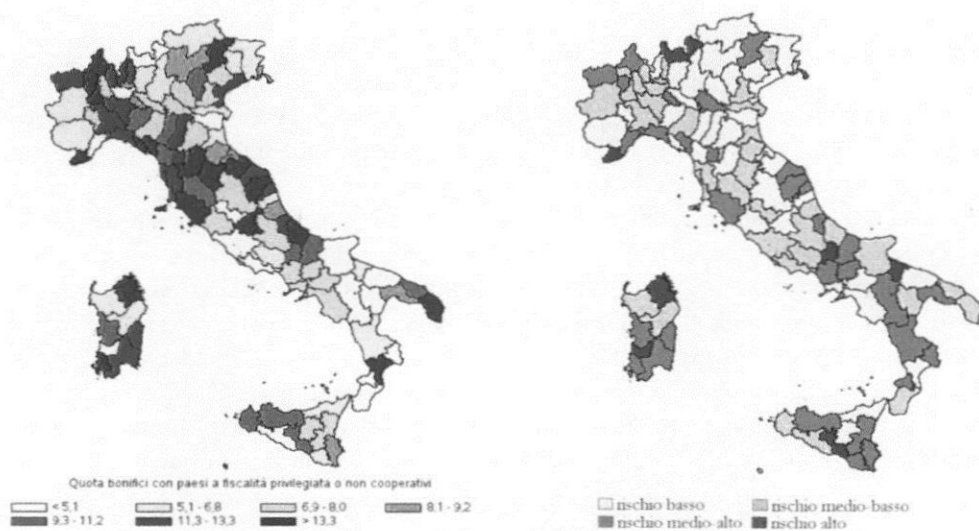 Quota bonifici con paesi a fiscalità privilegiata o non cooperativi
< 5,1 5,1 - 6,8 6,9 - 8,0 8,1 - 9,2
9,3 - 11,2 11,3 - 13,3 > 13,3
rischio basso rischio medio-basso
rischio medio-alto rischio alto